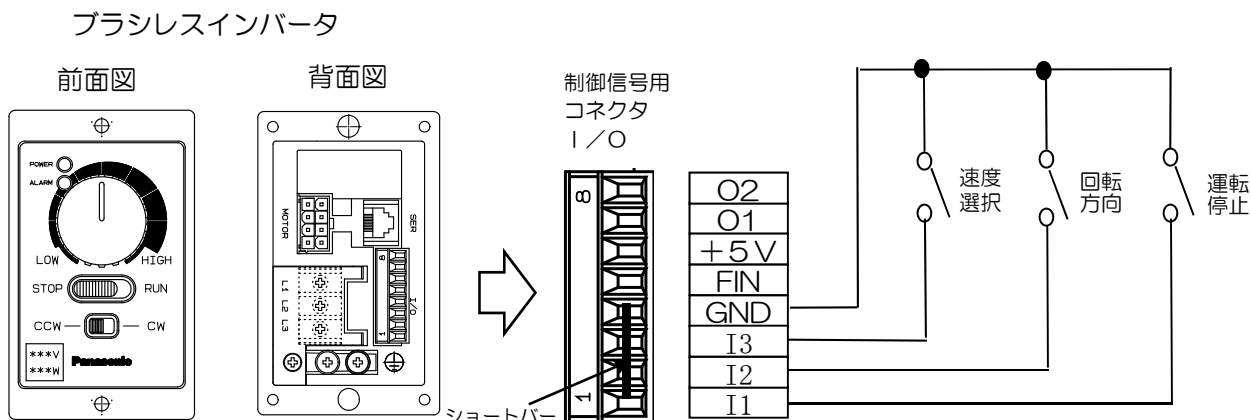 ブラシレスインバータ
前面図
背面図
制御信号用
コネクタ
I/O
POWER
ALARM
LOW
HIGH
STOP
RUN
CCW
CW
***V
***W
Panasonic
MOTOR
SER
L1 L2 L3
8
I/O
1
8
1
ショートバー
O2
O1
+5V
FIN
GND
I3
I2
I1
速度
選択
回転
方向
運転
停止